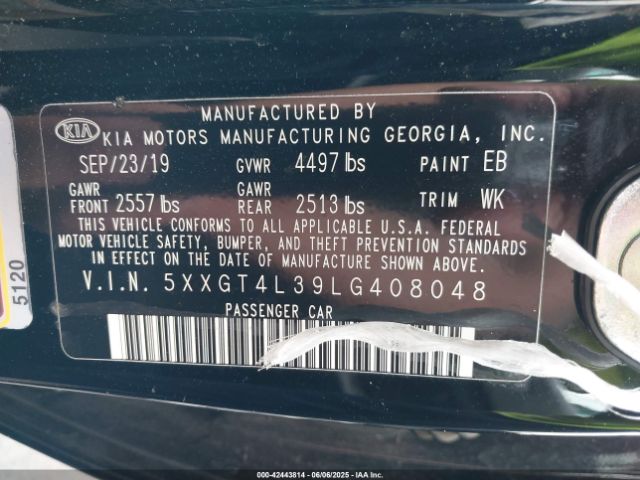 MANUFACTURED BY
KIA KIA MOTORS MANUFACTURING GEORGIA, INC.
SEP/23/19 GVWR 4497 lbs PAINT EB
GAWR FRONT 2557 lbs GAWR REAR 2513 lbs TRIM WK
THIS VEHICLE CONFORMS TO ALL APPLICABLE U.S.A. FEDERAL
MOTOR VEHICLE SAFETY, BUMPER, AND THEFT PREVENTION STANDARDS
IN EFFECT ON THE DATE OF MANUFACTURE SHOWN ABOVE.
V.I.N. 5XXGT4L39LG408048
PASSENGER CAR
5120
000-42443814 - 06/06/2025 - IAA Inc.